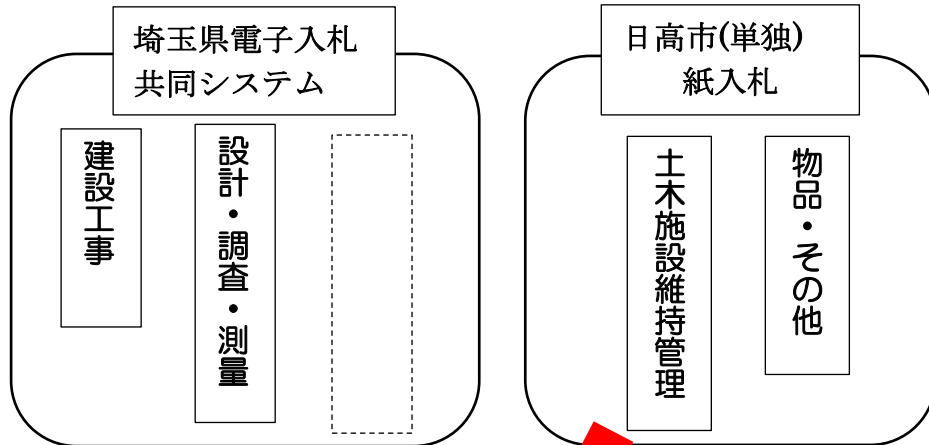 埼玉県電子入札
共同システム
建設工事
設計・調査・測量
日高市(単独)
紙入札
土木施設維持管理
物品・その他